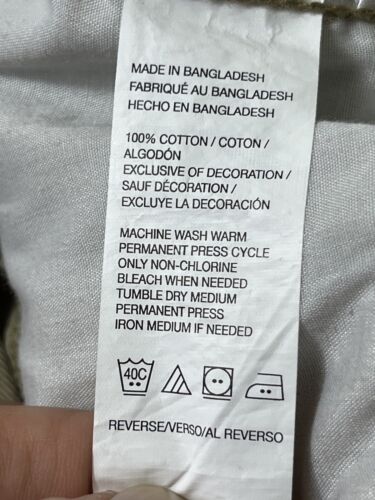 MADE IN BANGLADESH
FABRIQUÉ AU BANGLADESH
HECHO EN BANGLADESH
100% COTTON / COTON /
ALGODÓN
EXCLUSIVE OF DECORATION /
SAUF DÉCORATION /
EXCLUYE LA DECORACIÓN
MACHINE WASH WARM
PERMANENT PRESS CYCLE
ONLY NON-CHLORINE
BLEACH WHEN NEEDED
TUMBLE DRY MEDIUM
PERMANENT PRESS
IRON MEDIUM IF NEEDED
40C
REVERSE/VERSO/AL REVERSO